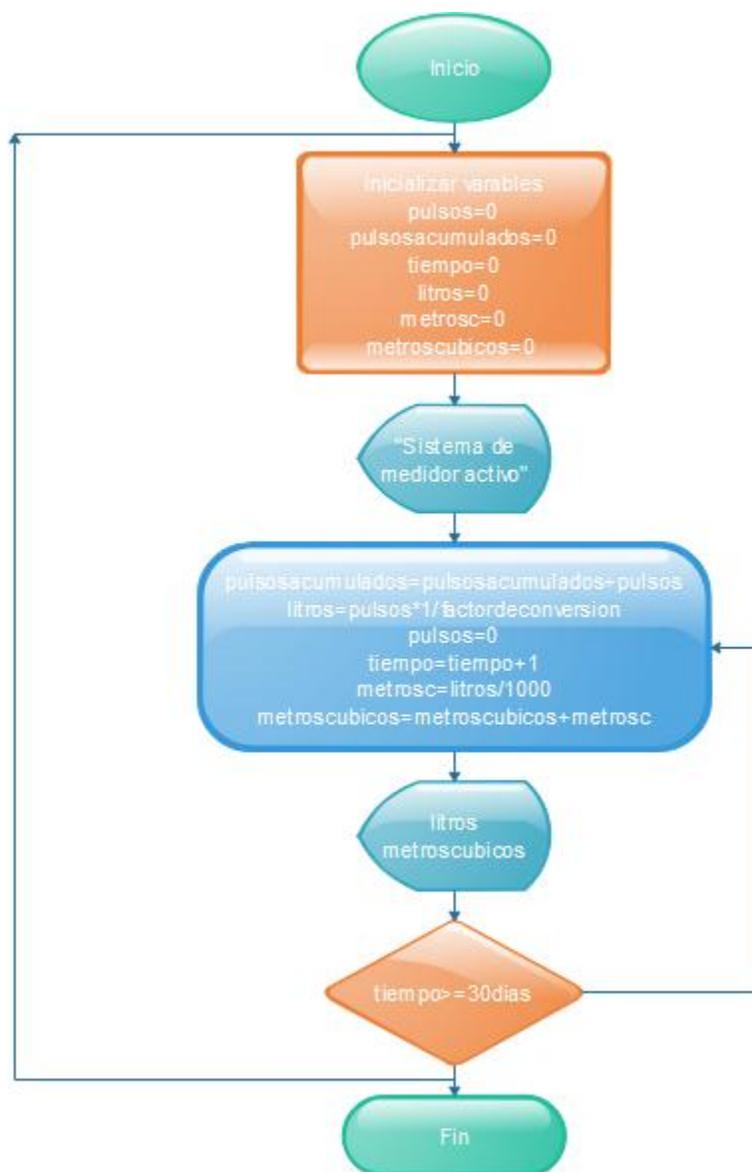 Inicio
Inicializar varables
pulsos=0
pulsosacumulados=0
tiempo=0
litros=0
metrosc=0
metroscubicos=0
"Sistema de
medidor activo"
pulsosacumulados=pulsosacumulados+pulsos
litros=pulsos*1/factordeconversion
pulsos=0
tiempo=tiempo+1
metrosc=litros/1000
metroscubicos=metroscubicos+metrosc
litros
metroscubicos
tiempo>=30dias
Fin